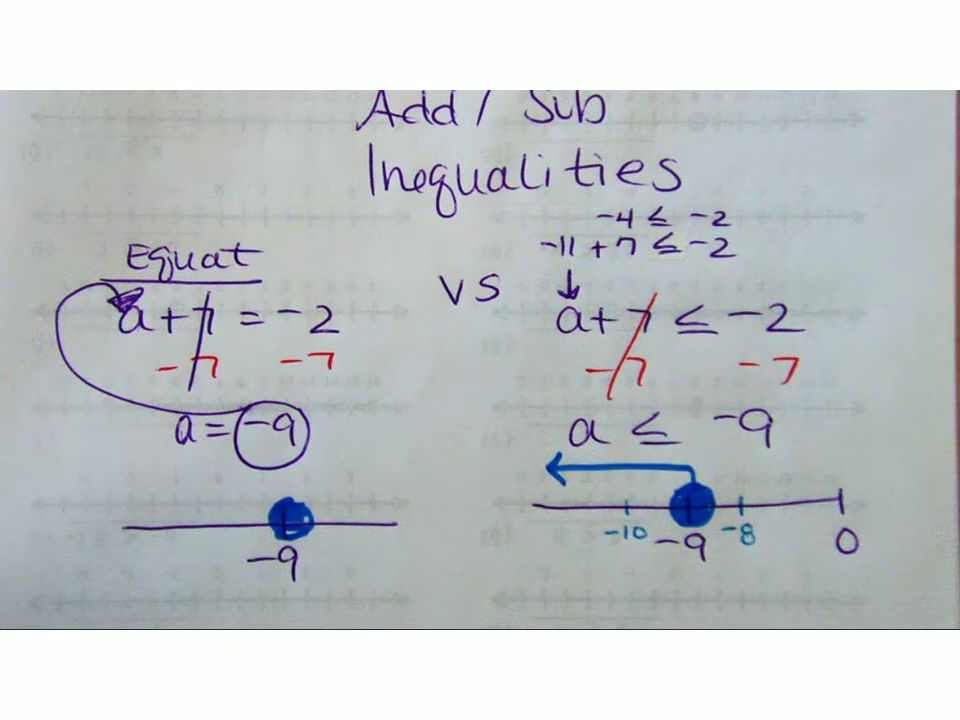 Add / Sub
Inequalities
Equat
a + 7 = -2
-7 -7
a = -9
-9
VS
-4 ≤ -2
-11 + 7 ≤ -2
a + 7 ≤ -2
-7 -7
a ≤ -9
-10 -9 -8 0